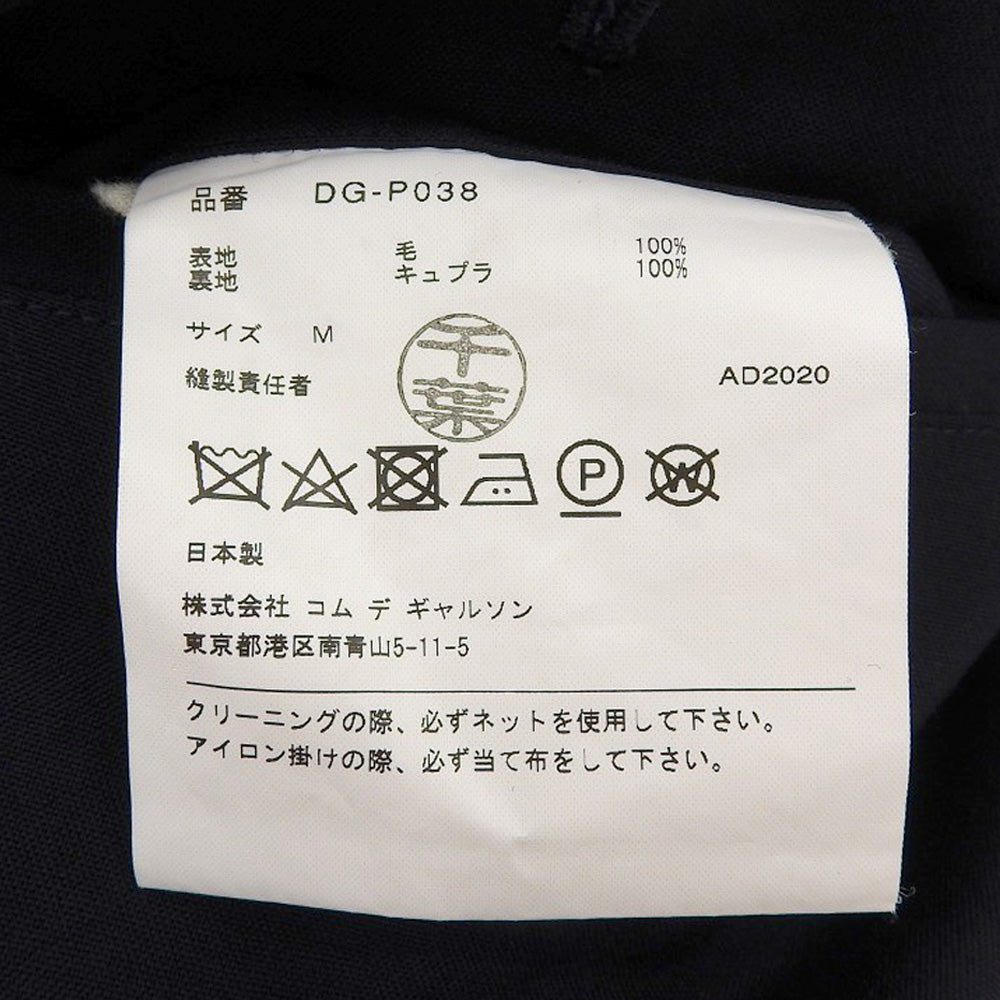 品番 DG-P038
表地 毛 100%
裏地 キュプラ 100%
サイズ M
千葉
縫製責任者 AD2020
P W
日本製
株式会社 コム デ ギャルソン
東京都港区南青山5-11-5
クリーニングの際、必ずネットを使用して下さい。
アイロン掛けの際、必ず当て布をして下さい。